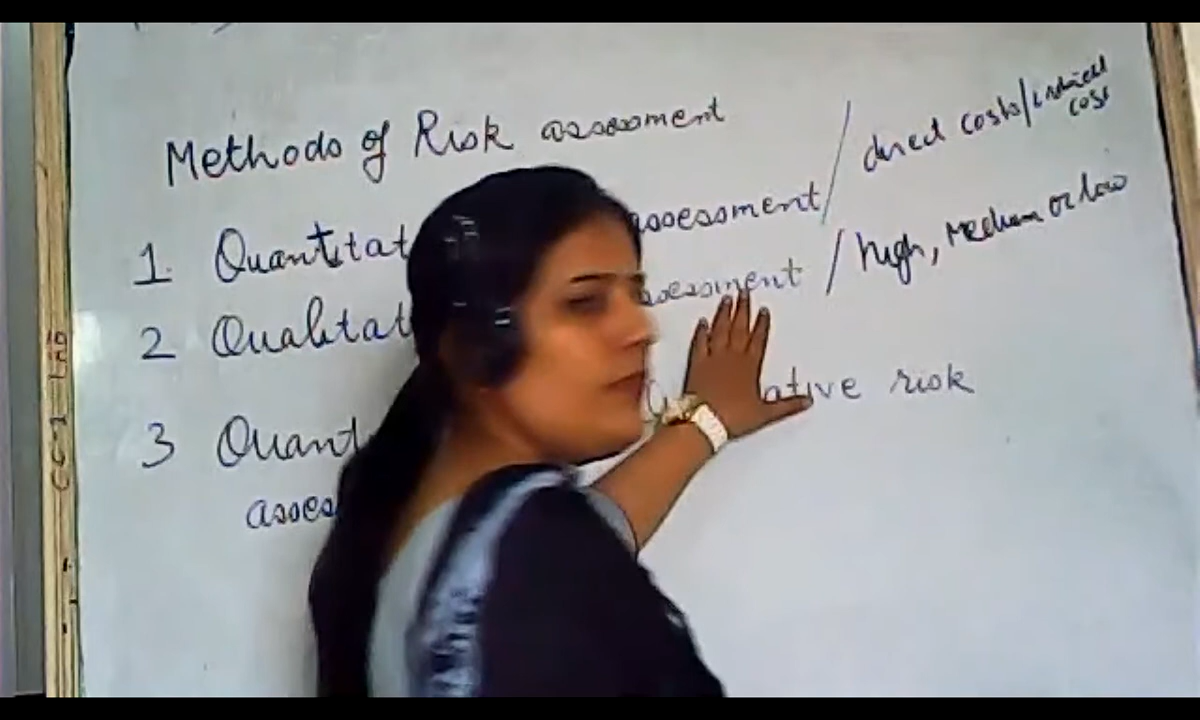 Methods of Risk assessment
1. Quantitat assessment / direct costs/indirect cost
2 Qualitat ssessment / high, medium or low
3 Quant ative risk
asses